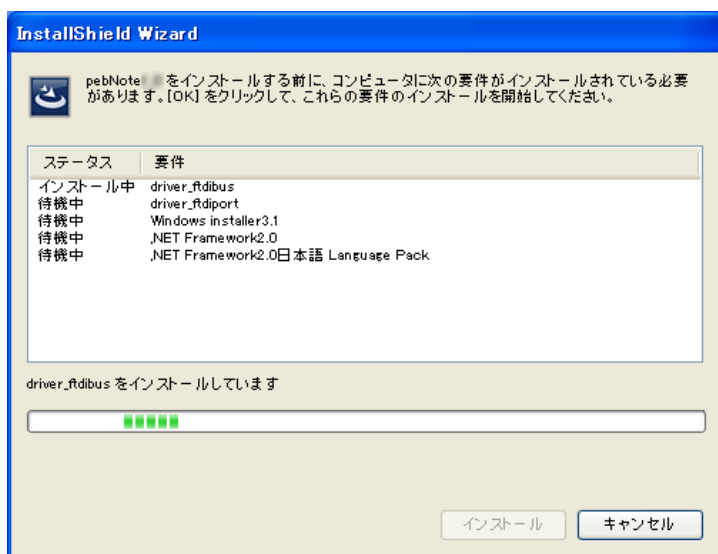 InstallShield Wizard
pebNote をインストールする前に、コンピュータに次の要件がインストールされている必要
があります。[OK] をクリックして、これらの要件のインストールを開始してください。
ステータス 要件
インストール中 driver_ftdibus
待機中 driver_ftdiport
待機中 Windows installer3.1
待機中 .NET Framework2.0
待機中 .NET Framework2.0日本語 Language Pack
driver_ftdibus をインストールしています
インストール キャンセル